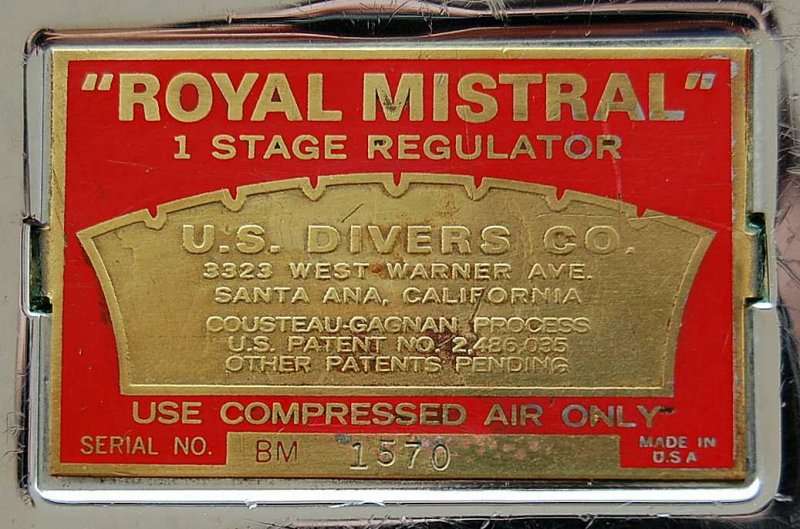 "ROYAL MISTRAL"
1 STAGE REGULATOR
U.S. DIVERS CO.
3323 WEST WARNER AVE.
SANTA ANA, CALIFORNIA
COUSTEAU-GAGNAN PROCESS
U.S. PATENT NO. 2,486,035
OTHER PATENTS PENDING
USE COMPRESSED AIR ONLY
SERIAL NO. BM 1570
MADE IN
U.S.A